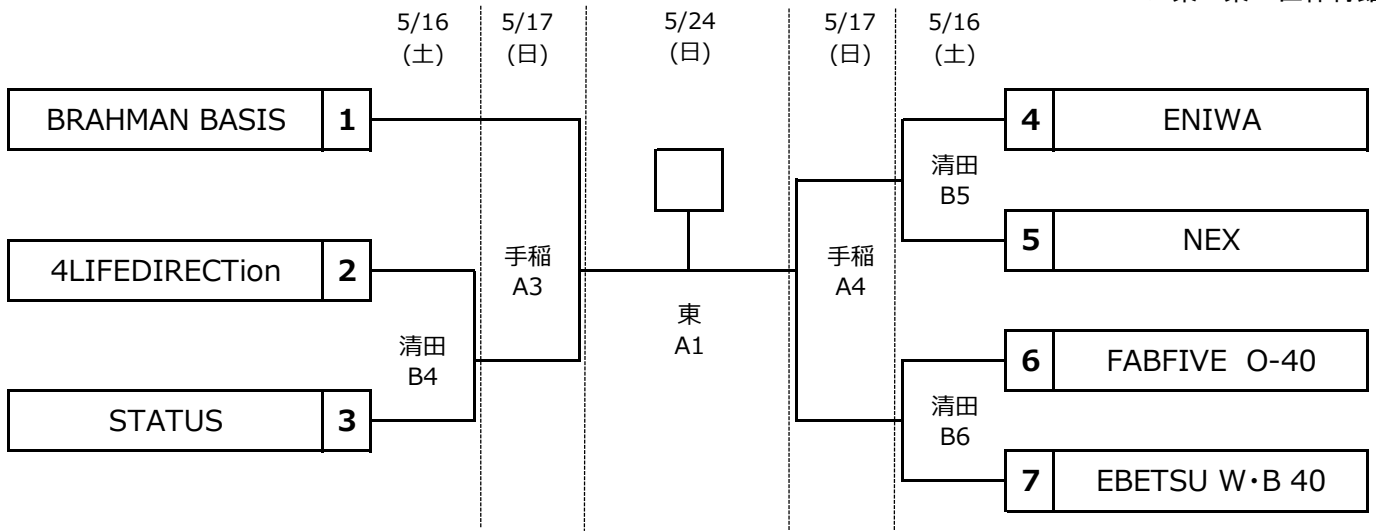 5/16 5/17 5/24 5/17 5/16
(土) (日) (日) (日) (土)
BRAHMAN BASIS 1
4 ENIWA
清田
B5
5 NEX
4LIFEDIRECTion 2
手稲
A3
手稲
A4
東
A1
清田
B4
6 FABFIVE O-40
STATUS 3
清田
B6
7 EBETSU W・B 40